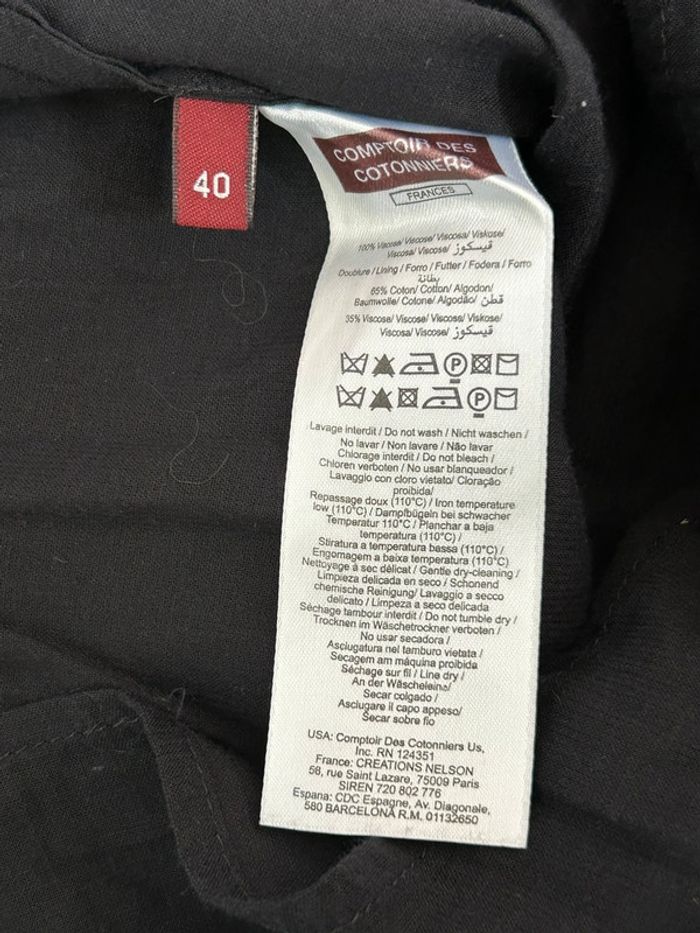 40
COMPTOIR DES
COTONNIERS
FRANCES
100% Viscose/ Viscose/ Viscosa/ Viskose/
Viscosa/ Viscose/ ڤيسكوز
Doublure / Lining / Forro / Futter / Fodera / Forro
بطانة
65% Coton/ Cotton/ Algodon/
Baumwolle/ Cotone/ Algodão/ قطن
35% Viscose/ Viscose/ Viscosa/ Viskose/
Viscosa/ Viscose/ ڤيسكوز
P
P
Lavage interdit / Do not wash / Nicht waschen /
No lavar / Non lavare / Não lavar
Chlorage interdit / Do not bleach /
Chloren verboten / No usar blanqueador /
Lavaggio con cloro vietato/ Cloração
proibida/
Repassage doux (110°C) / Iron temperature
low (110°C) / Dampfbügeln bei schwacher
Temperatur 110°C / Planchar a baja
temperatura (110°C) /
Stiratura a temperatura bassa (110°C) /
Engomagem a baixa temperatura (110°C)
Nettoyage à sec délicat / Gentle dry-cleaning /
Limpieza delicada en seco / Schonend
chemische Reinigung/ Lavaggio a secco
delicato / Limpeza a seco delicada
Séchage tambour interdit / Do not tumble dry /
Trocknen im Wäschetrockner verboten /
No usar secadora /
Asciugatura nel tamburo vietata /
Secagem am máquina proibida
Séchage sur fil / Line dry /
An der Wäscheleine/
Secar colgado /
Asciugare il capo appeso/
Secar sobre fio
USA: Comptoir Des Cotonniers Us,
Inc. RN 124351
France: CREATIONS NELSON
58, rue Saint Lazare, 75009 Paris
SIREN 720 802 776
Espana: CDC Espagne, Av. Diagonale,
580 BARCELONA R.M. 01132650